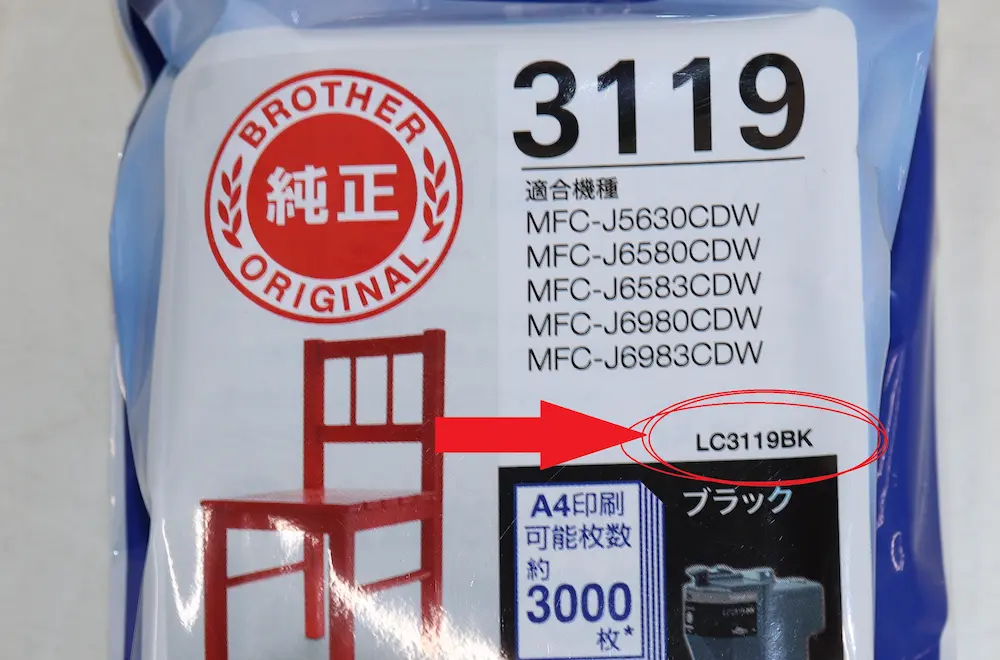 BROTHER
純正
ORIGINAL
3119
適合機種
MFC-J5630CDW
MFC-J6580CDW
MFC-J6583CDW
MFC-J6980CDW
MFC-J6983CDW
LC3119BK
ブラック
A4印刷
可能枚数
約
3000
枚*
LC3119BK